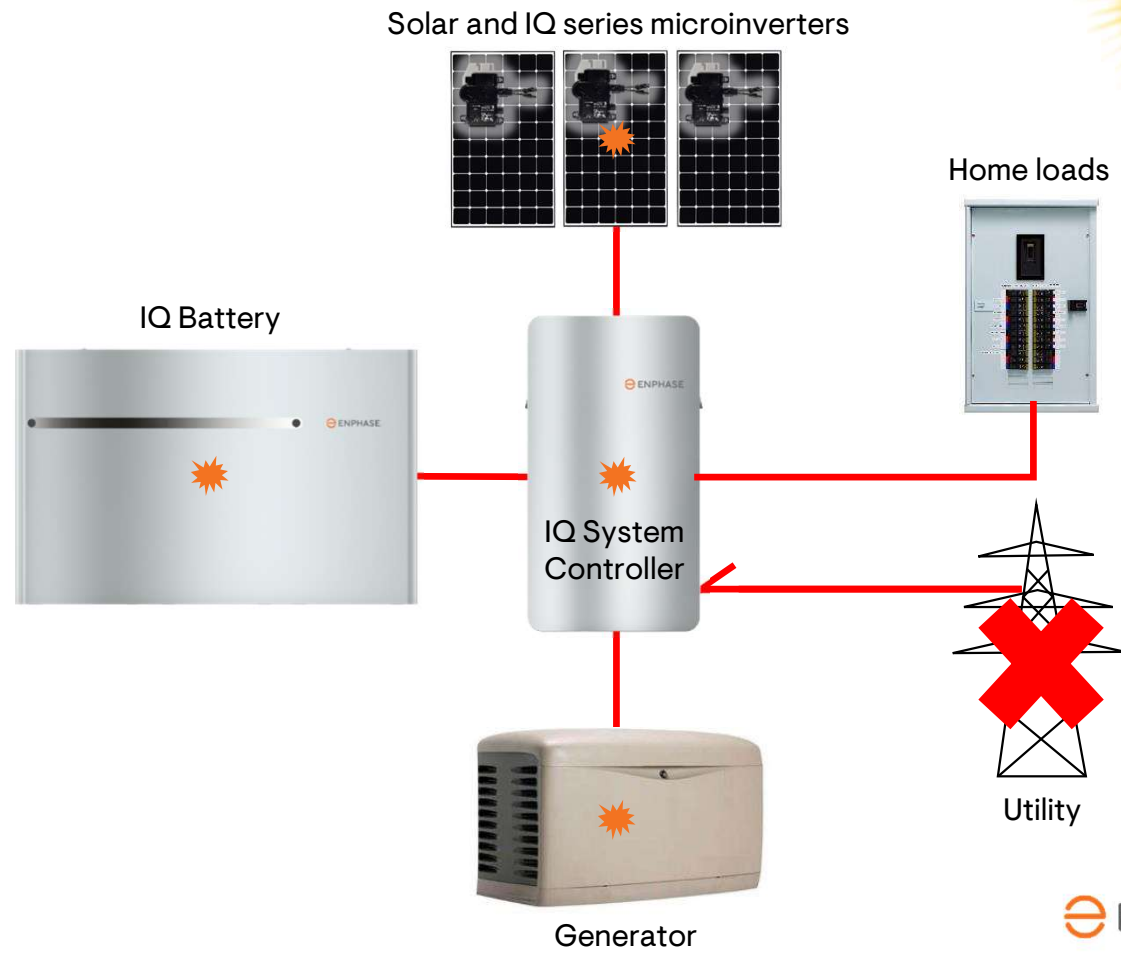 Solar and IQ series microinverters
Home loads
IQ Battery
ENPHASE
ENPHASE
IQ System
Controller
Utility
Generator